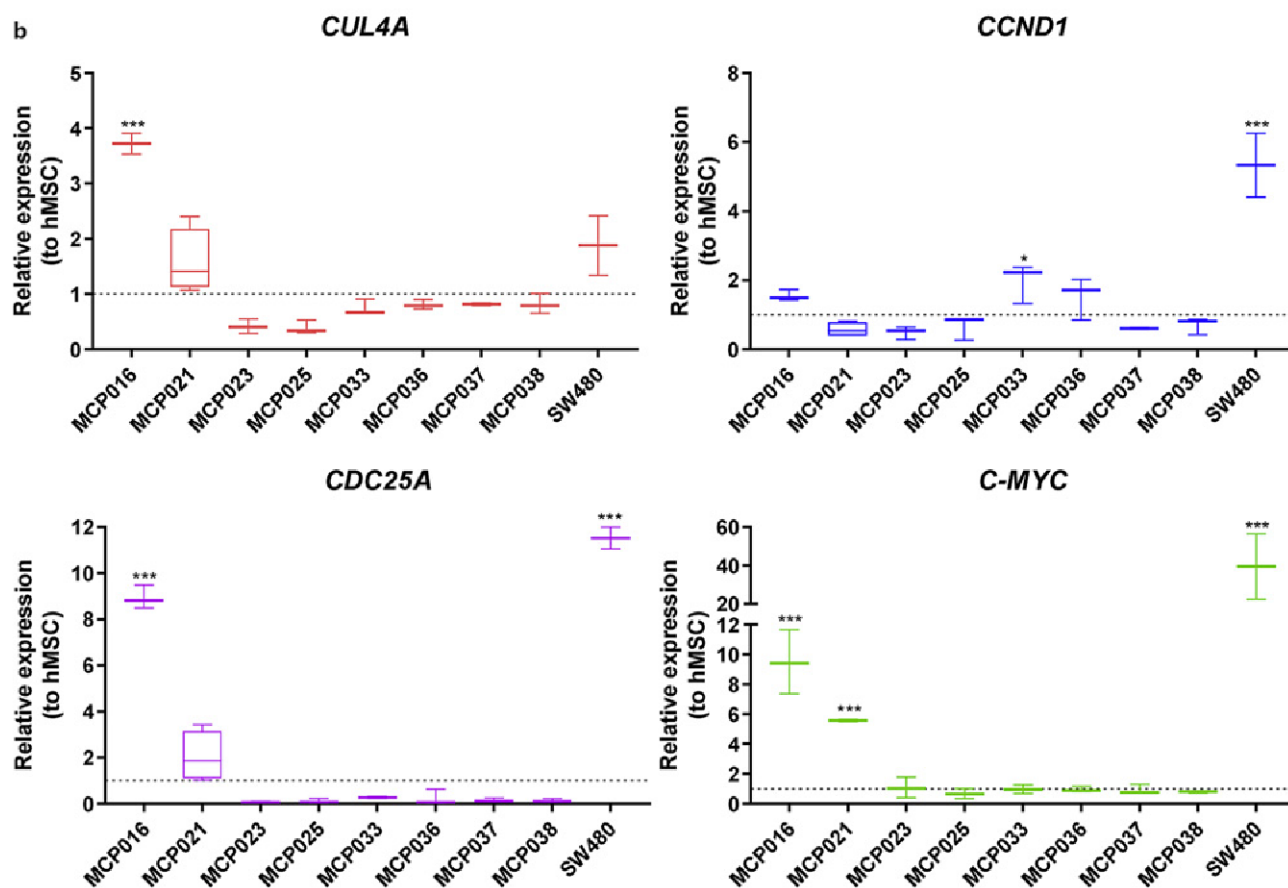 b
CUL4A
Relative expression
(to hMSC)
5
4
3
2
1
0
***
MCP016
MCP021
MCP023
MCP025
MCP033
MCP036
MCP037
MCP038
SW480
CCND1
Relative expression
(to hMSC)
8
6
4
2
0
*
***
MCP016
MCP021
MCP023
MCP025
MCP033
MCP036
MCP037
MCP038
SW480
CDC25A
Relative expression
(to hMSC)
12
10
8
6
4
2
0
***
***
MCP016
MCP021
MCP023
MCP025
MCP033
MCP036
MCP037
MCP038
SW480
C-MYC
Relative expression
(to hMSC)
60
40
20
12
10
8
6
4
2
0
***
***
***
MCP016
MCP021
MCP023
MCP025
MCP033
MCP036
MCP037
MCP038
SW480